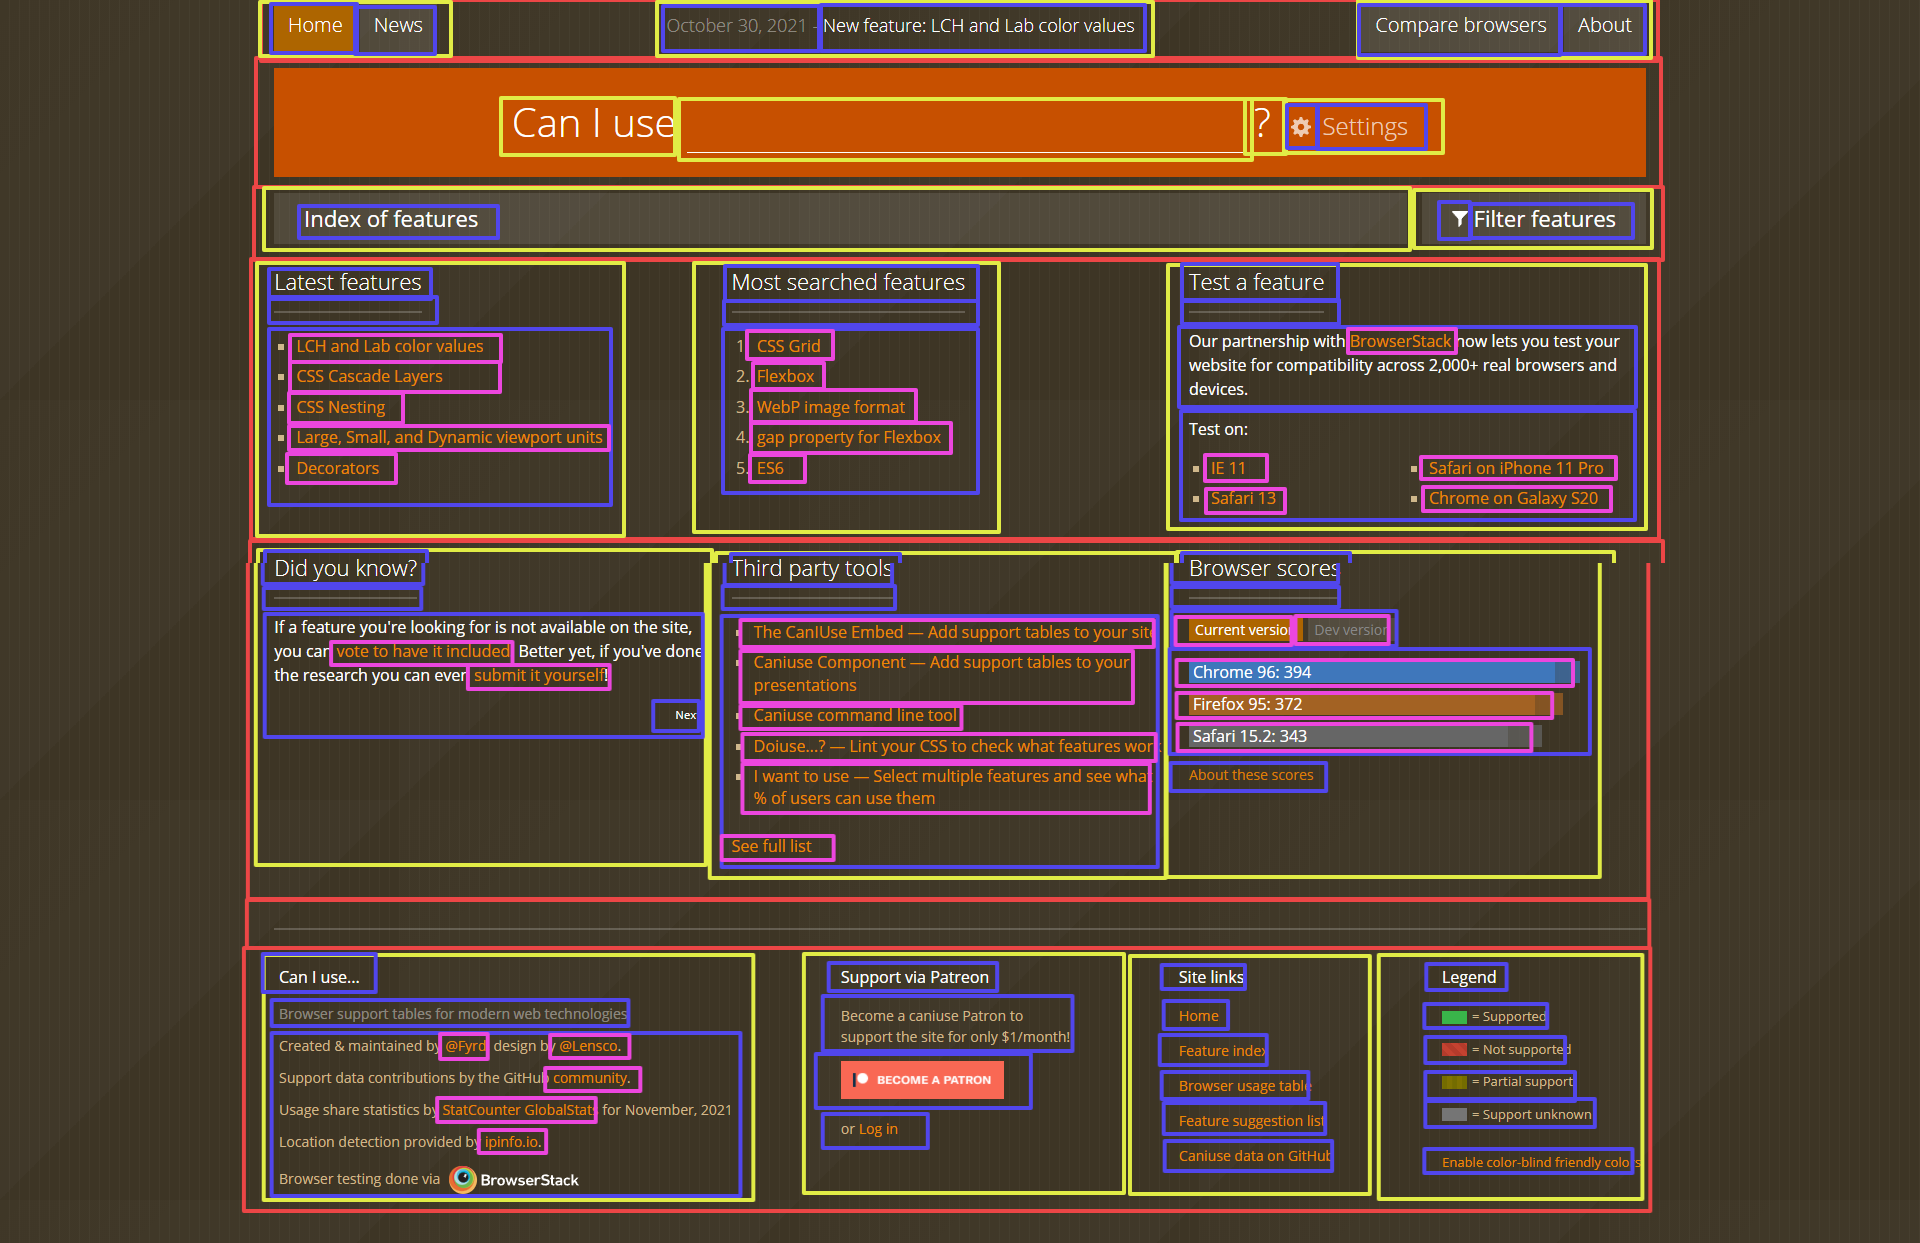 Home News October 30, 2021 - New feature: LCH and Lab color values Compare browsers About
Can I use ? Settings
Index of features Filter features
Latest features
LCH and Lab color values
CSS Cascade Layers
CSS Nesting
Large, Small, and Dynamic viewport units
Decorators
Most searched features
1. CSS Grid
2. Flexbox
3. WebP image format
4. gap property for Flexbox
5. ES6
Test a feature
Our partnership with BrowserStack now lets you test your
website for compatibility across 2,000+ real browsers and
devices.
Test on:
IE 11
Safari 13
Safari on iPhone 11 Pro
Chrome on Galaxy S20
Did you know?
If a feature you're looking for is not available on the site,
you can vote to have it included. Better yet, if you've done
the research you can even submit it yourself!
Nex
Third party tools
The CanIUse Embed — Add support tables to your site
Caniuse Component — Add support tables to your
presentations
Caniuse command line tool
Doiuse...? — Lint your CSS to check what features work
I want to use — Select multiple features and see what
% of users can use them
See full list
Browser scores
Current version Dev version
Chrome 96: 394
Firefox 95: 372
Safari 15.2: 343
About these scores
Can I use...
Browser support tables for modern web technologies
Created & maintained by @Fyrd, design by @Lensco.
Support data contributions by the GitHub community.
Usage share statistics by StatCounter GlobalStats for November, 2021
Location detection provided by ipinfo.io.
Browser testing done via BrowserStack
Support via Patreon
Become a caniuse Patron to
support the site for only $1/month!
BECOME A PATRON
or Log in
Site links
Home
Feature index
Browser usage table
Feature suggestion list
Caniuse data on GitHub
Legend
= Supported
= Not supported
= Partial support
= Support unknown
Enable color-blind friendly colors